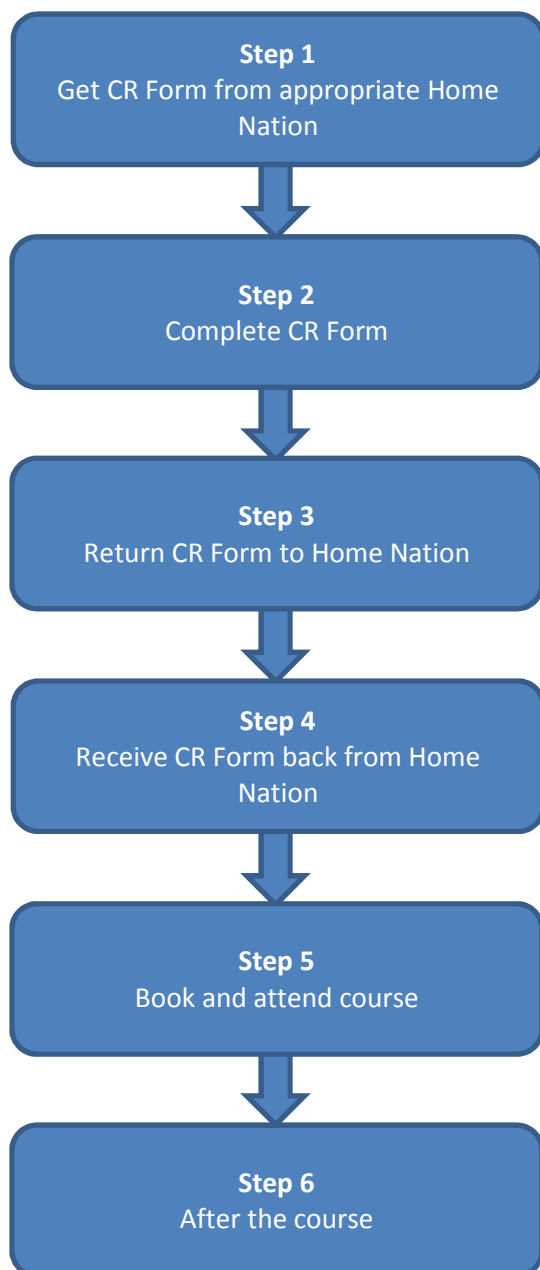 Step 1
Get CR Form from appropriate Home
Nation
Step 2
Complete CR Form
Step 3
Return CR Form to Home Nation
Step 4
Receive CR Form back from Home
Nation
Step 5
Book and attend course
Step 6
After the course